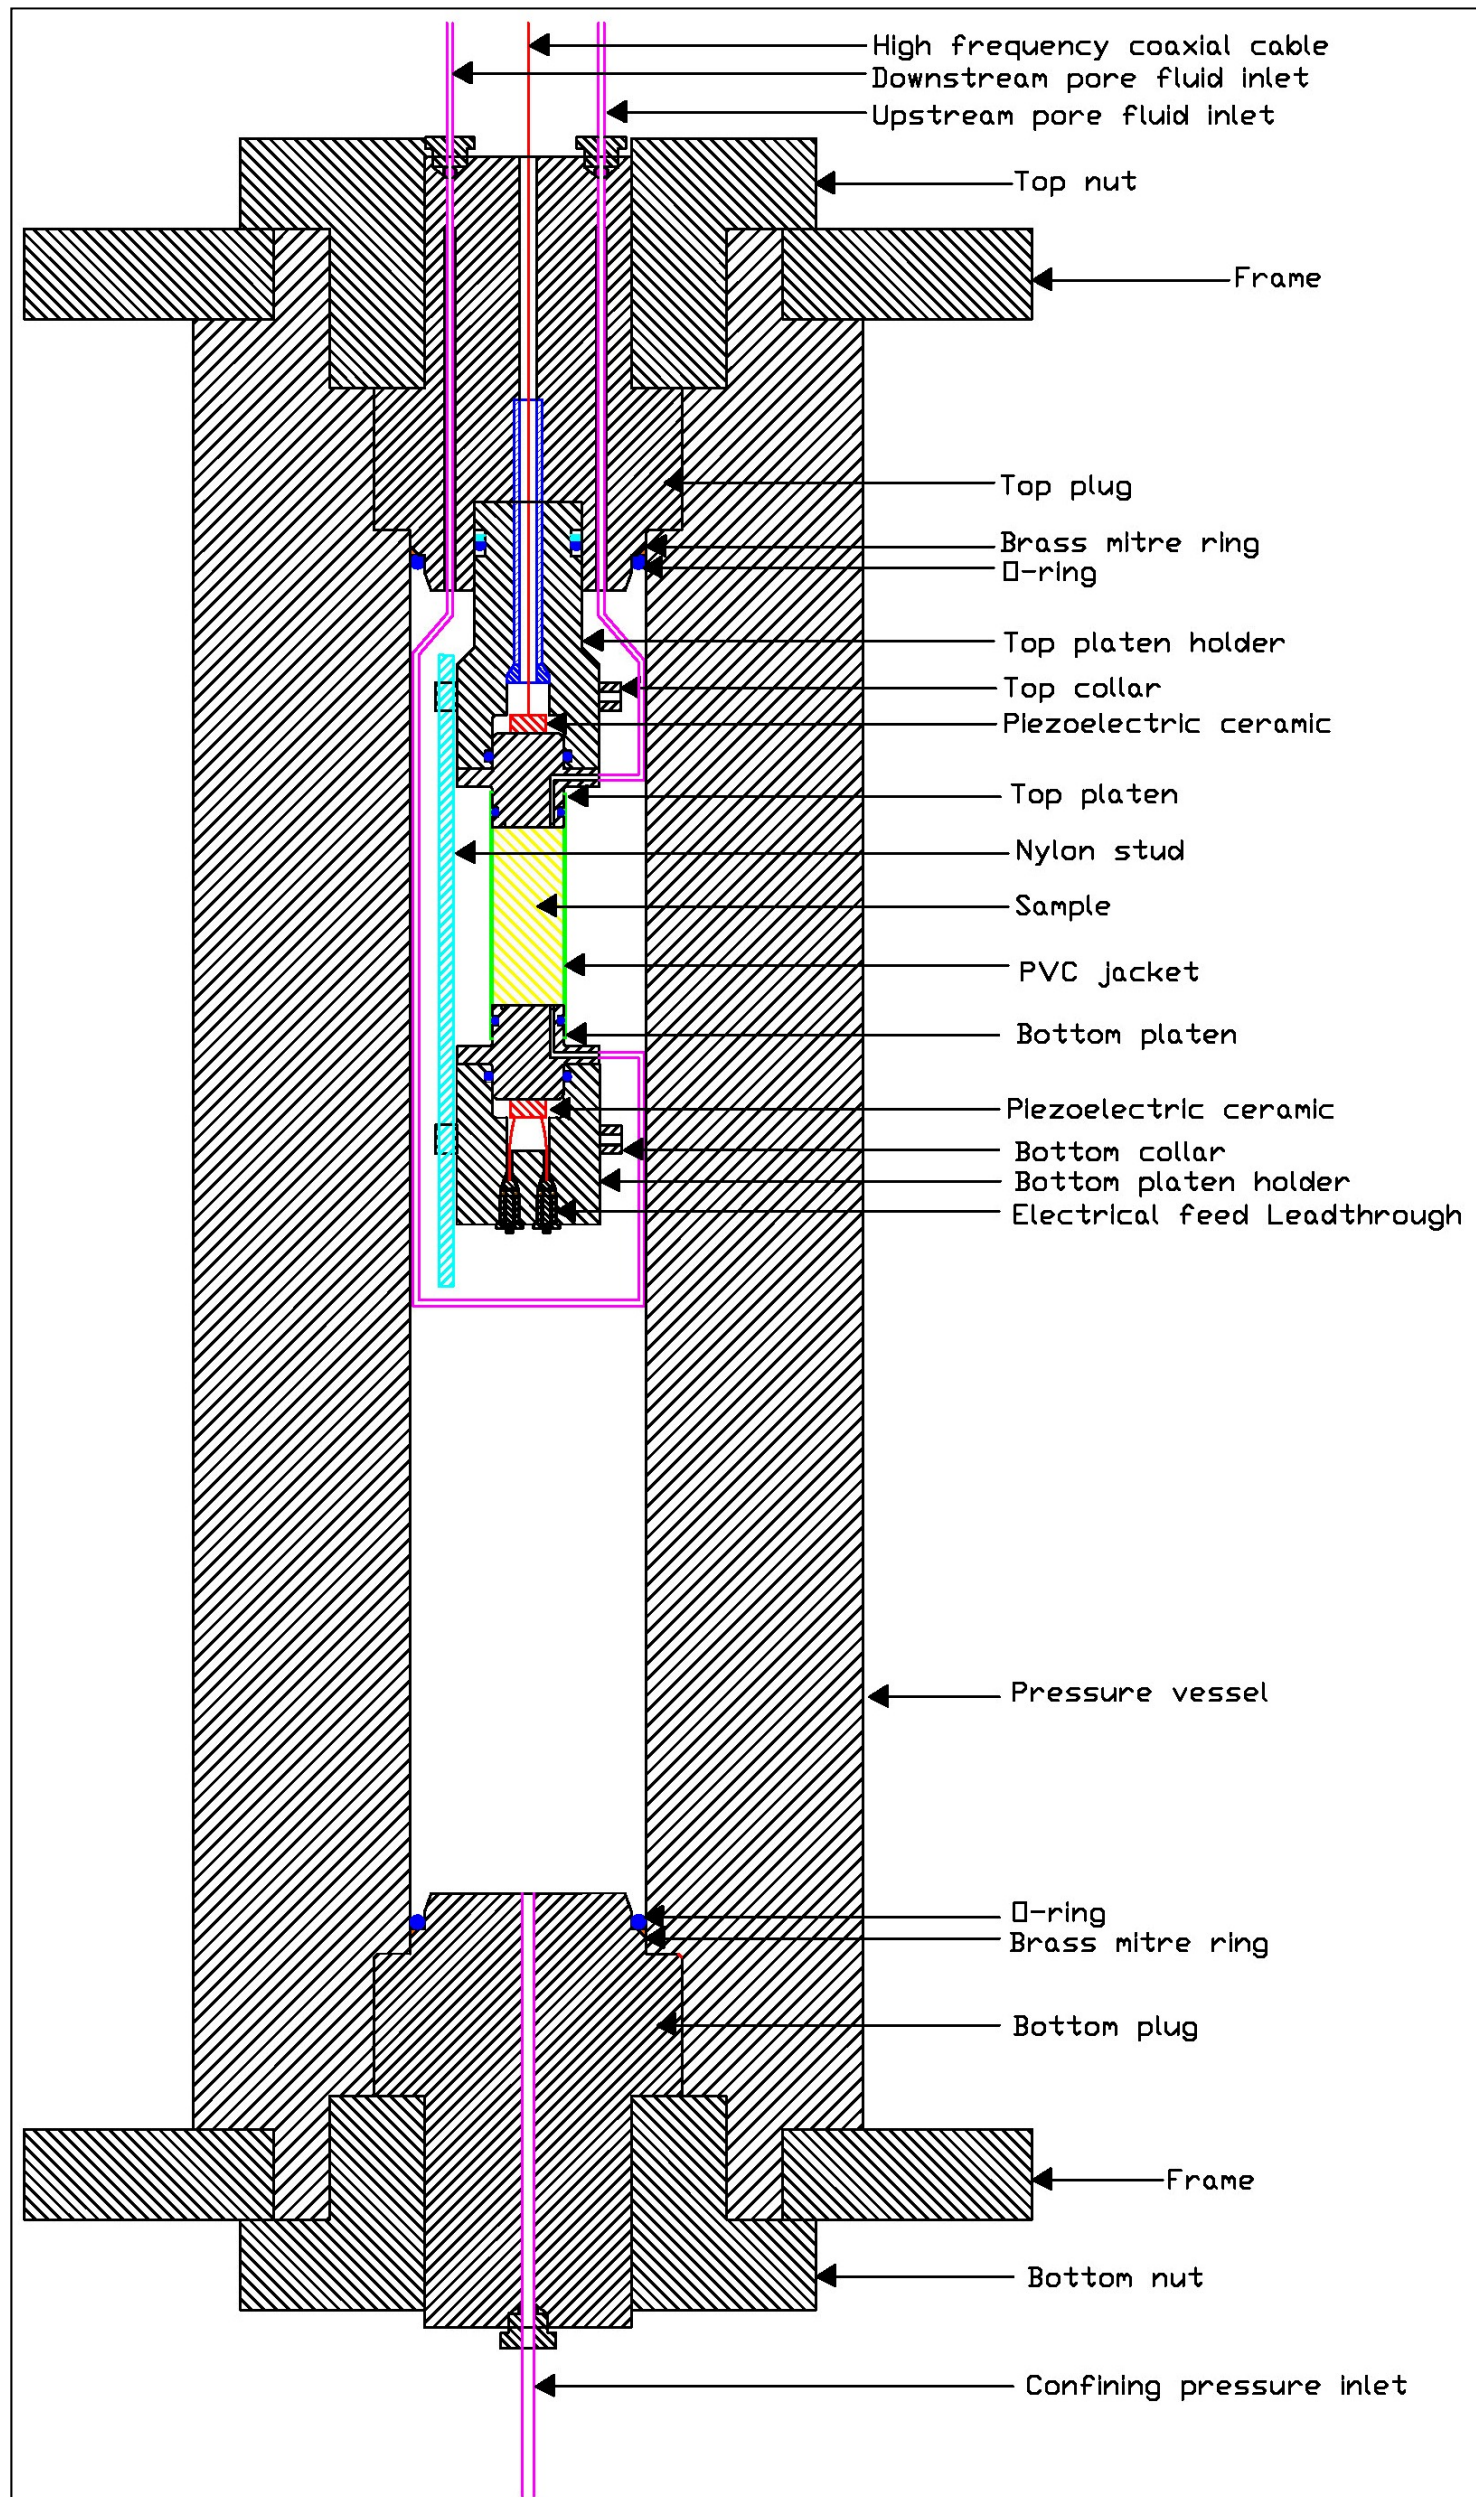 High frequency coaxial cable
Downstream pore fluid inlet
Upstream pore fluid inlet
Top nut
Frame
Top plug
Brass mitre ring
O-ring
Top platen holder
Top collar
Piezoelectric ceramic
Top platen
Nylon stud
Sample
PVC jacket
Bottom platen
Piezoelectric ceramic
Bottom collar
Bottom platen holder
Electrical feed Leadthrough
Pressure vessel
O-ring
Brass mitre ring
Bottom plug
Frame
Bottom nut
Confining pressure inlet